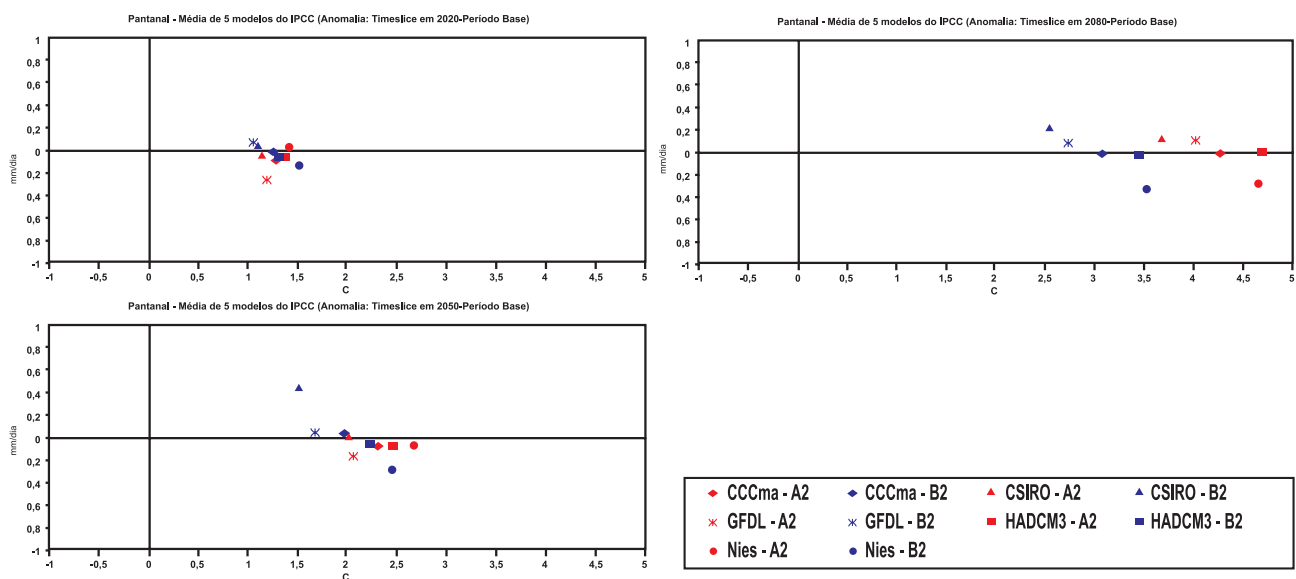 Pantanal - Média de 5 modelos do IPCC (Anomalia: Timeslice em 2020-Período Base)
1
0,8
0,6
0,4
0,2
0
0,2
0,4
0,6
0,8
-1
mm/dia
-1 -0,5 0 0,5 1 1,5 2 2,5 3 3,5 4 4,5 5
C
Pantanal - Média de 5 modelos do IPCC (Anomalia: Timeslice em 2080-Período Base)
1
0,8
0,6
0,4
0,2
0
0,2
0,4
0,6
0,8
-1
mm/dia
-1 -0,5 0 0,5 1 1,5 2 2,5 3 3,5 4 4,5 5
C
Pantanal - Média de 5 modelos do IPCC (Anomalia: Timeslice em 2050-Período Base)
1
0,8
0,6
0,4
0,2
0
0,2
0,4
0,6
0,8
-1
mm/dia
-1 -0,5 0 0,5 1 1,5 2 2,5 3 3,5 4 4,5 5
C
CCCma - A2 CCCma - B2 CSIRO - A2 CSIRO - B2
GFDL - A2 GFDL - B2 HADCM3 - A2 HADCM3 - B2
Nies - A2 Nies - B2